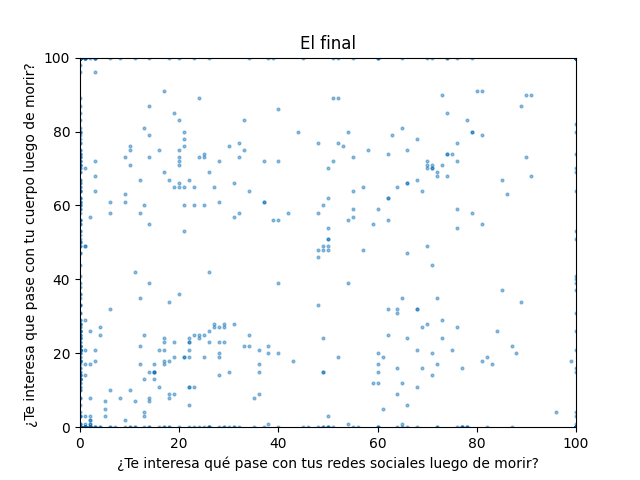 El final
100
80
60
40
20
0
¿Te interesa que pase con tu cuerpo luego de morir?
0 20 40 60 80 100
¿Te interesa qué pase con tus redes sociales luego de morir?